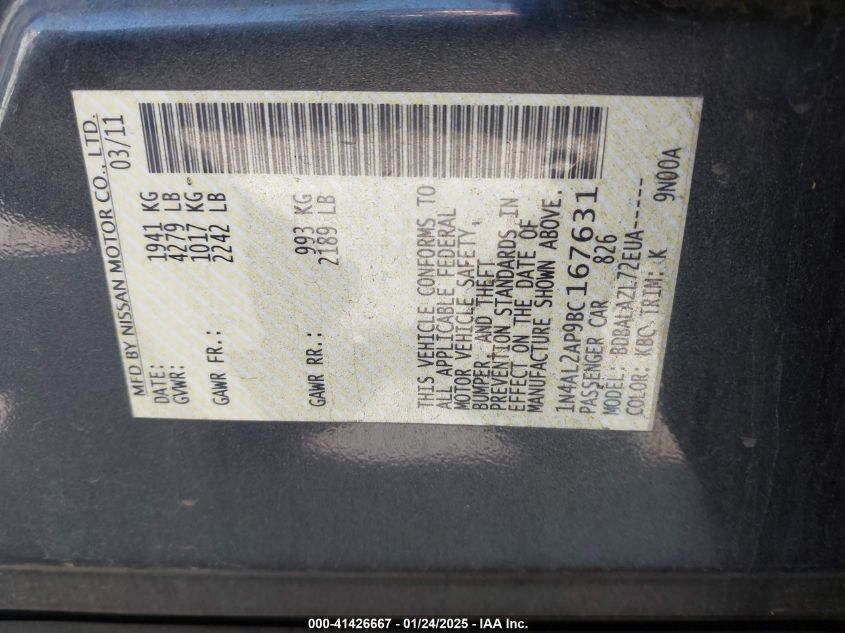 MFD BY NISSAN MOTOR CO., LTD.
DATE: 03/11
GVWR: 1941 KG
4279 LB
GAWR FR.: 1017 KG
2242 LB
GAWR RR.: 993 KG
2189 LB
THIS VEHICLE CONFORMS TO
ALL APPLICABLE FEDERAL
MOTOR VEHICLE SAFETY,
BUMPER, AND THEFT
PREVENTION STANDARDS IN
EFFECT ON THE DATE OF
MANUFACTURE SHOWN ABOVE.
1N4AL2AP9BC167631
PASSENGER CAR 826
MODEL: BDBALAZL72EUA-----
COLOR: KBC TRIM: K 9N00A
000-41426667 - 01/24/2025 - IAA Inc.